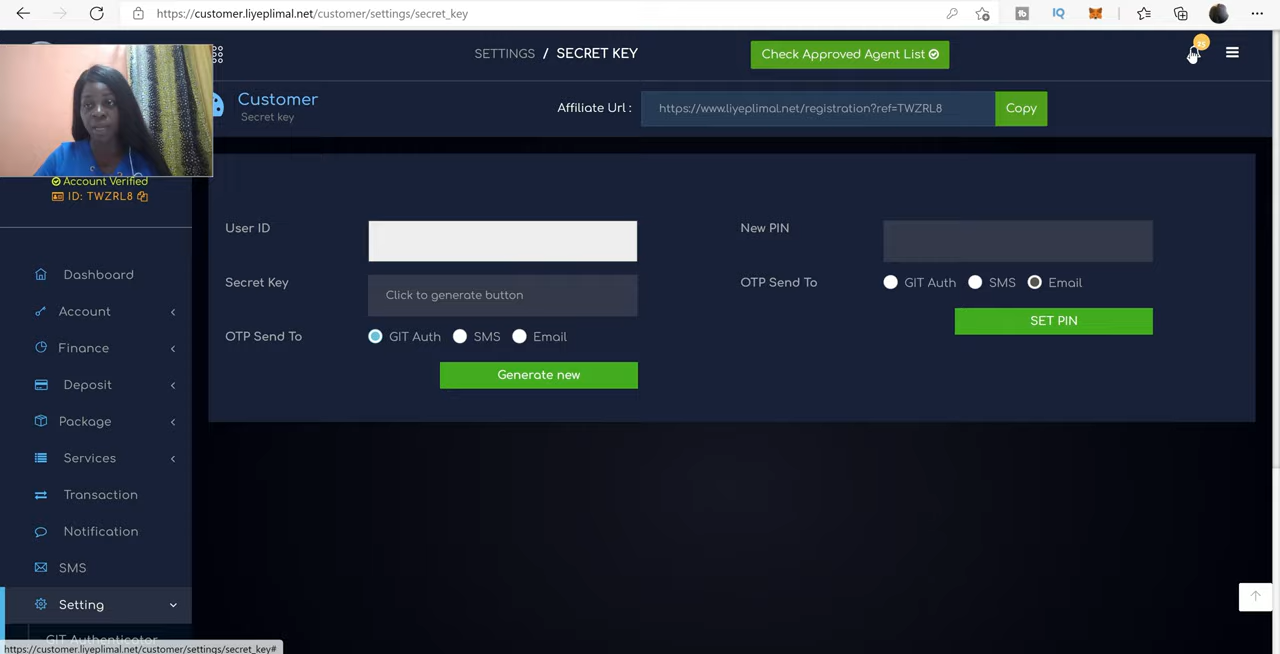 https://customer.liyeplimal.net/customer/settings/secret_key
SETTINGS / SECRET KEY
Check Approved Agent List
25
Customer
Secret key
Affiliate Url :
https://www.liyeplimal.net/registration?ref=TWZRL8
Copy
Account Verified
ID: TWZRL8
Dashboard
Account
Finance
Deposit
Package
Services
Transaction
Notification
SMS
Setting
GIT Authenticator
User ID
Secret Key
Click to generate button
OTP Send To
GIT Auth
SMS
Email
Generate new
New PIN
OTP Send To
GIT Auth
SMS
Email
SET PIN
https://customer.liyeplimal.net/customer/settings/secret_key#